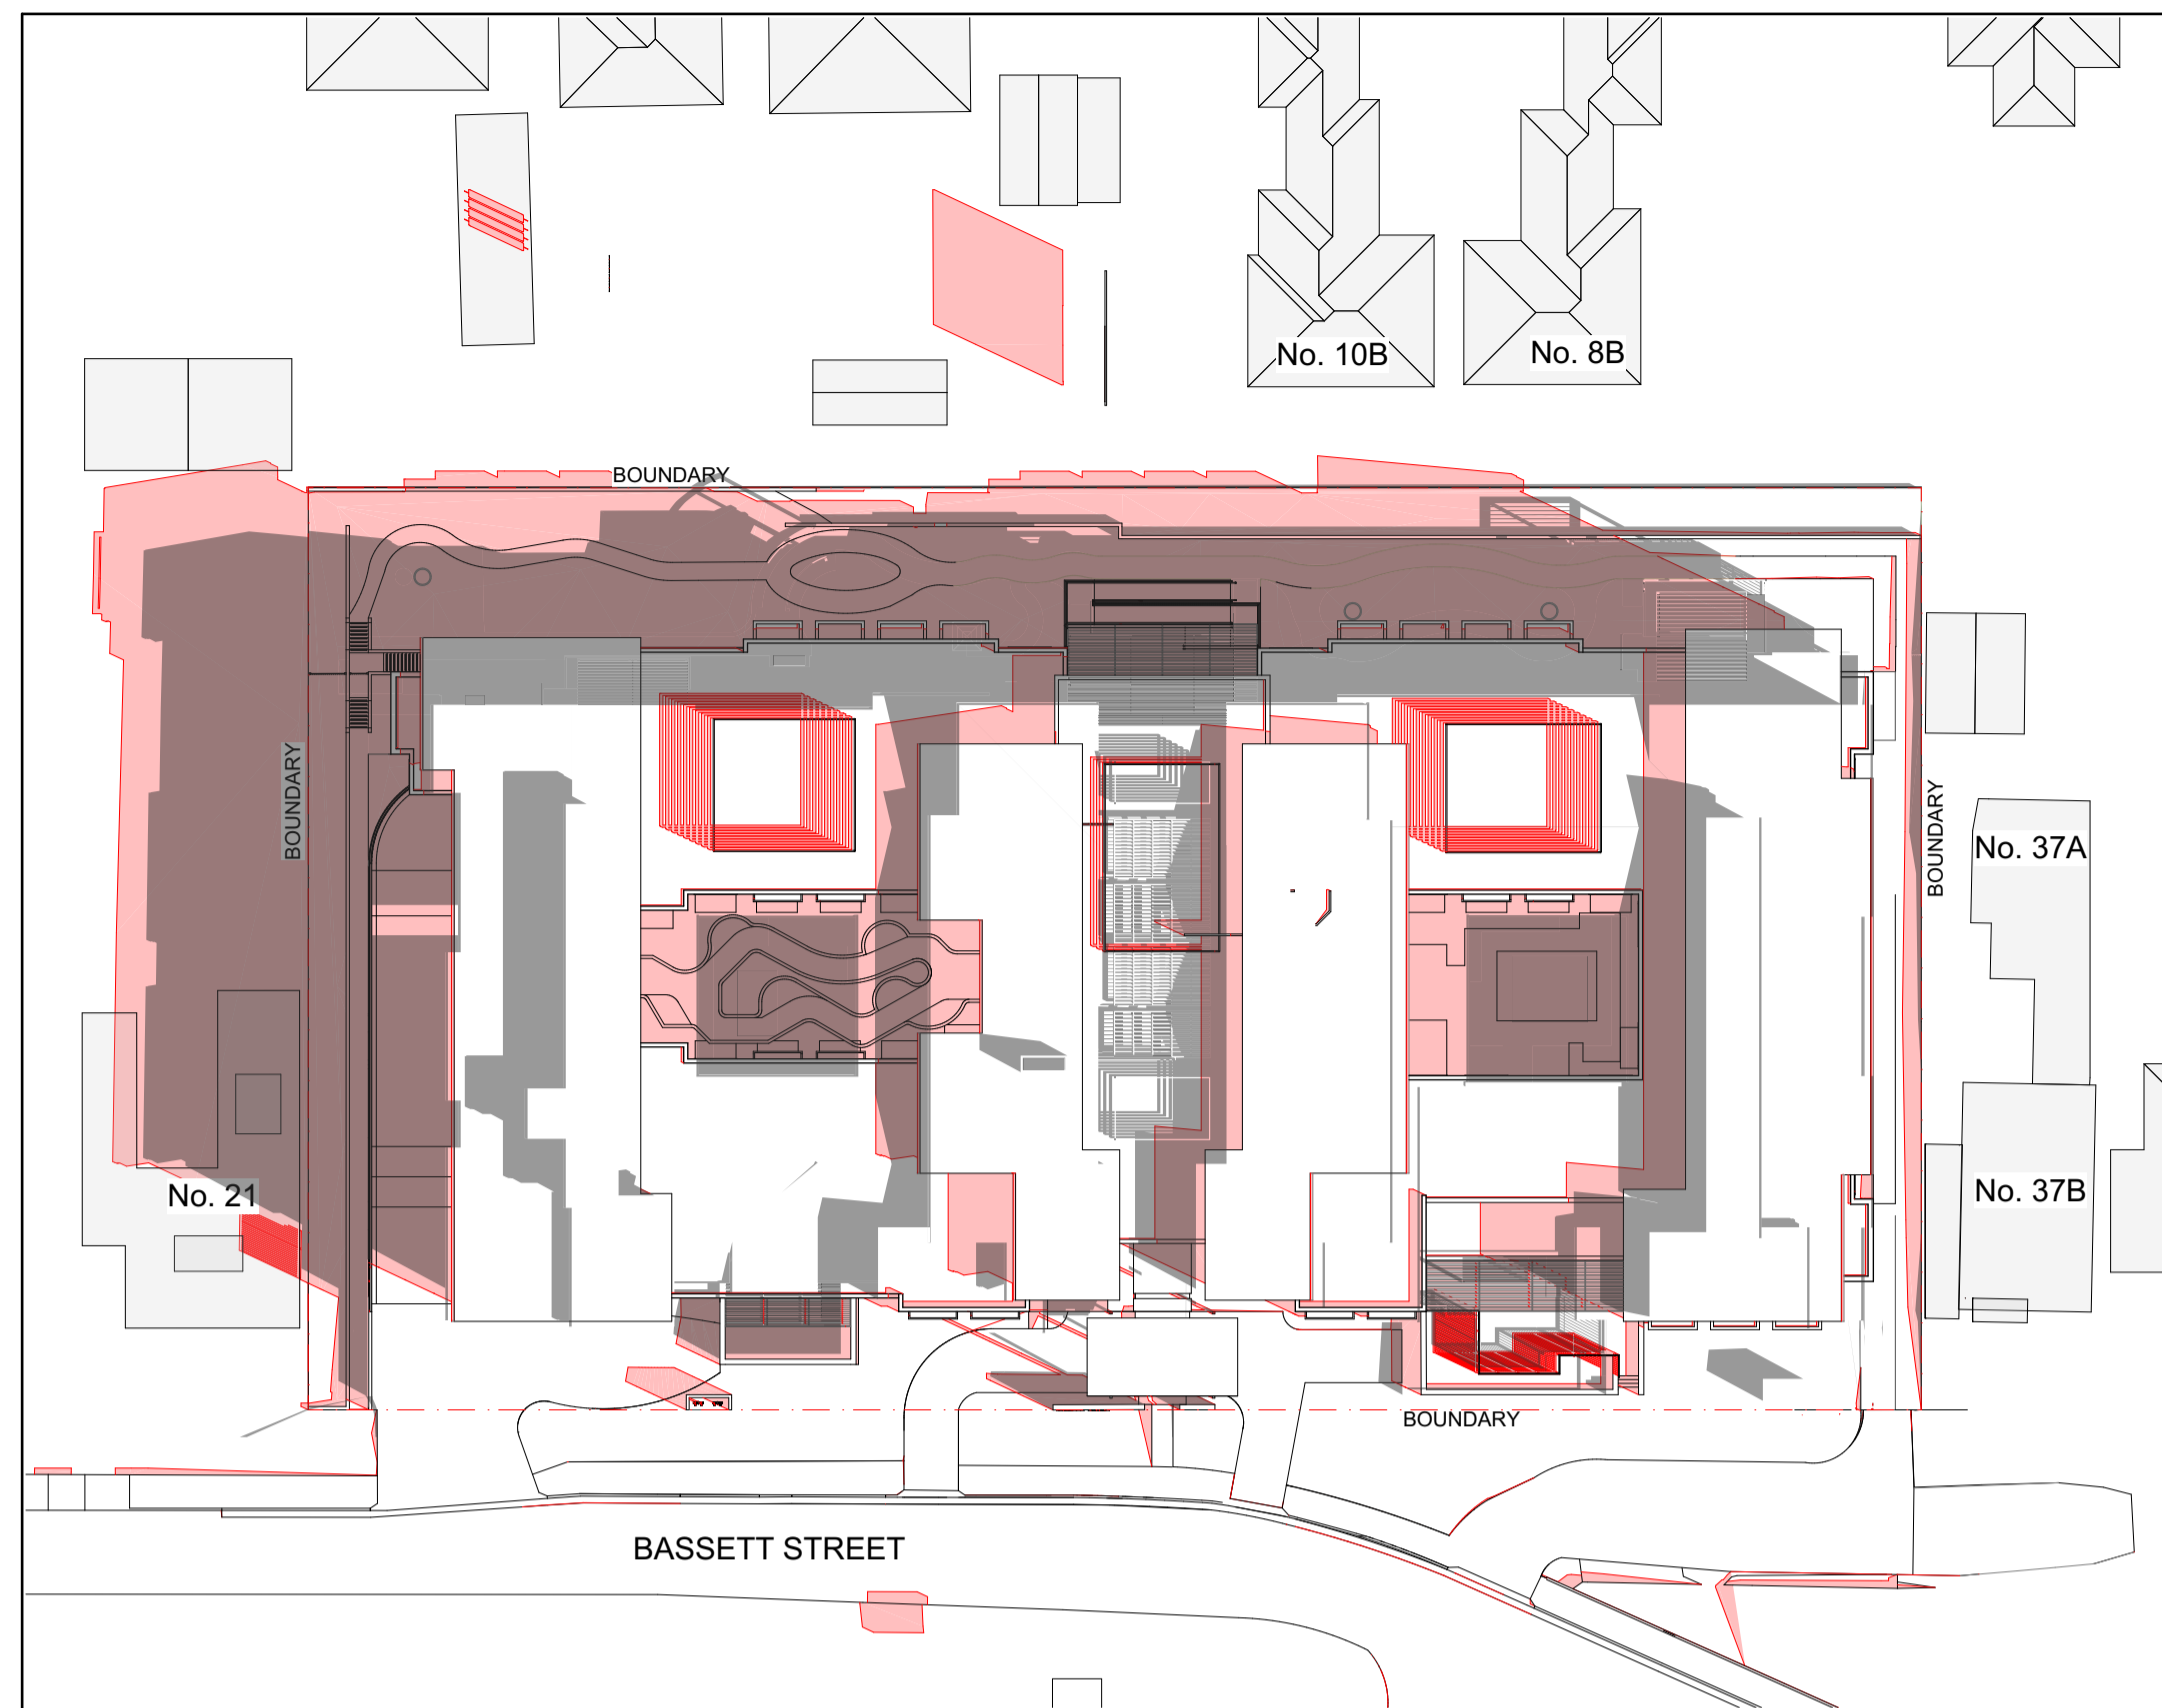 No. 10B
No. 8B
BOUNDARY
BOUNDARY
BOUNDARY
No. 37A
No. 21
No. 37B
BOUNDARY
BASSETT STREET